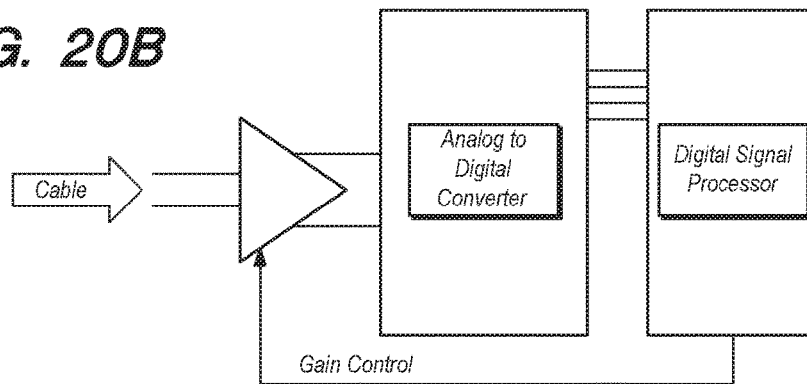 G. 20B
Cable
Analog to
Digital
Converter
Digital Signal
Processor
Gain Control